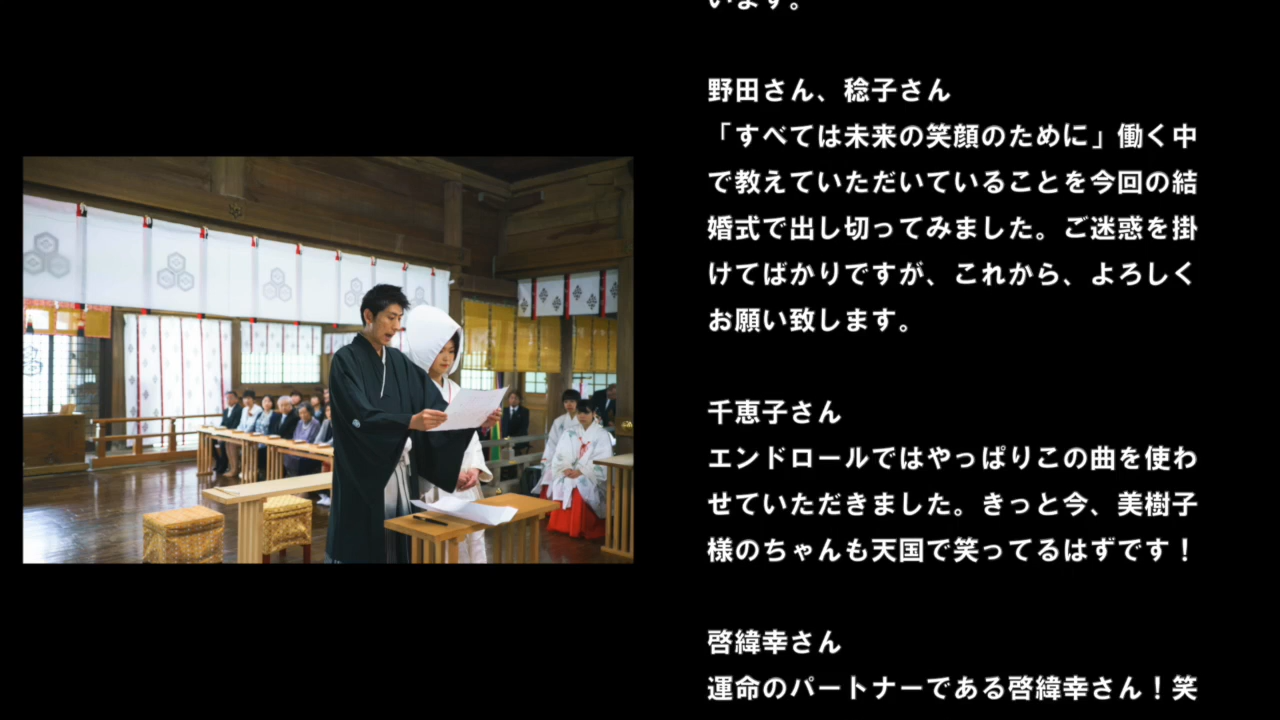 います。
野田さん、稔子さん
「すべては未来の笑顔のために」働く中
で教えていただいていることを今回の結
婚式で出し切ってみました。ご迷惑を掛
けてばかりですが、これから、よろしく
お願い致します。
千恵子さん
エンドロールではやっぱりこの曲を使わ
せていただきました。きっと今、美樹子
様のちゃんも天国で笑ってるはずです！
啓緯幸さん
運命のパートナーである啓緯幸さん！笑